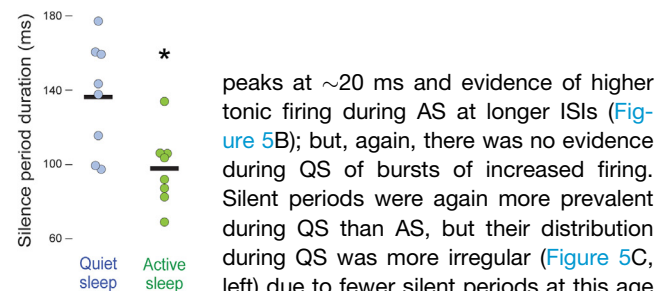 Silence period duration (ms)
180
140
100
60
*
Quiet
sleep
Active
sleep
peaks at ∼20 ms and evidence of higher
tonic firing during AS at longer ISIs (Fig-
ure 5B); but, again, there was no evidence
during QS of bursts of increased firing.
Silent periods were again more prevalent
during QS than AS, but their distribution
during QS was more irregular (Figure 5C,
left) due to fewer silent periods at this age